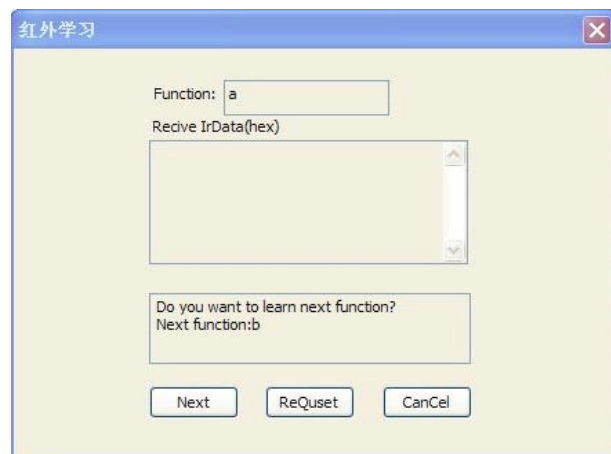 红外学习
Function: a
Recive IrData(hex)
Do you want to learn next function?
Next function:b
Next ReQuset CanCel